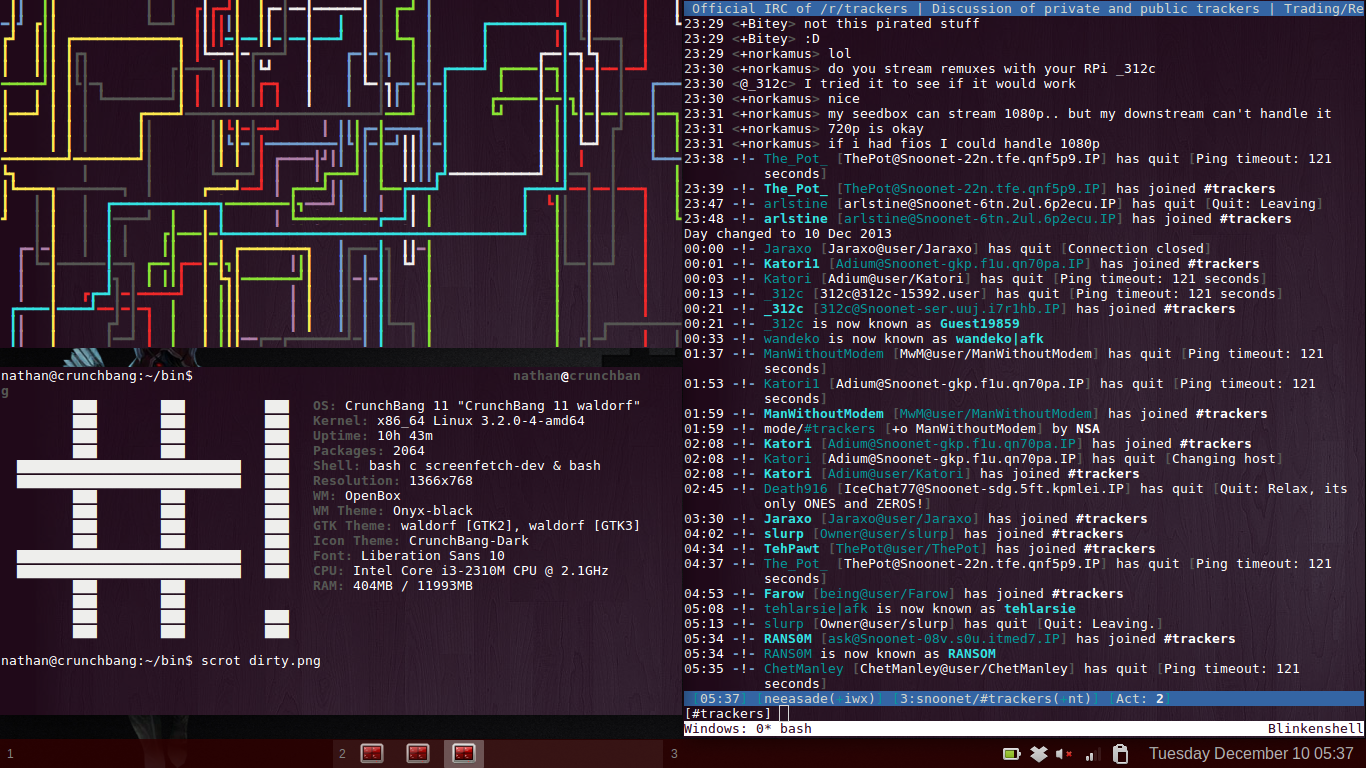 Official IRC of /r/trackers | Discussion of private and public trackers | Trading/Re
23:29 <+Bitey> not this pirated stuff
23:29 <+Bitey> :D
23:29 <+norkamus> lol
23:30 <+norkamus> do you stream remuxes with your RPi _312c
23:30 <@_312c> I tried it to see if it would work
23:30 <+norkamus> nice
23:31 <+norkamus> my seedbox can stream 1080p.. but my downstream can't handle it
23:31 <+norkamus> 720p is okay
23:31 <+norkamus> if i had fios I could handle 1080p
23:38 -!- The_Pot_ [ThePot@Snoonet-22n.tfe.qnf5p9.IP] has quit [Ping timeout: 121
seconds]
23:39 -!- The_Pot_ [ThePot@Snoonet-22n.tfe.qnf5p9.IP] has joined #trackers
23:47 -!- arlstine [arlstine@Snoonet-6tn.2ul.6p2ecu.IP] has quit [Quit: Leaving]
23:48 -!- arlstine [arlstine@Snoonet-6tn.2ul.6p2ecu.IP] has joined #trackers
Day changed to 10 Dec 2013
00:00 -!- Jaraxo [Jaraxo@user/Jaraxo] has quit [Connection closed]
00:01 -!- Katori1 [Adium@Snoonet-gkp.f1u.qn70pa.IP] has joined #trackers
00:03 -!- Katori [Adium@user/Katori] has quit [Ping timeout: 121 seconds]
00:13 -!- _312c [312c@312c-15392.user] has quit [Ping timeout: 121 seconds]
00:21 -!- _312c [312c@Snoonet-ser.uuj.i7r1hb.IP] has joined #trackers
00:21 -!- _312c is now known as Guest19859
00:33 -!- wandeko is now known as wandeko|afk
01:37 -!- ManWithoutModem [MwM@user/ManWithoutModem] has quit [Ping timeout: 121
seconds]
01:53 -!- Katori1 [Adium@Snoonet-gkp.f1u.qn70pa.IP] has quit [Ping timeout: 121
seconds]
01:59 -!- ManWithoutModem [MwM@user/ManWithoutModem] has joined #trackers
01:59 -!- mode/#trackers [+o ManWithoutModem] by NSA
02:08 -!- Katori [Adium@Snoonet-gkp.f1u.qn70pa.IP] has joined #trackers
02:08 -!- Katori [Adium@Snoonet-gkp.f1u.qn70pa.IP] has quit [Changing host]
02:08 -!- Katori [Adium@user/Katori] has joined #trackers
02:45 -!- Death916 [IceChat77@Snoonet-sdg.5ft.kpmlei.IP] has quit [Quit: Relax, its
only ONES and ZEROS!]
03:30 -!- Jaraxo [Jaraxo@user/Jaraxo] has joined #trackers
04:02 -!- slurp [Owner@user/slurp] has joined #trackers
04:34 -!- TehPawt [ThePot@user/ThePot] has joined #trackers
04:37 -!- The_Pot_ [ThePot@Snoonet-22n.tfe.qnf5p9.IP] has quit [Ping timeout: 121
seconds]
04:53 -!- Farow [being@user/Farow] has joined #trackers
05:08 -!- tehlarsie|afk is now known as tehlarsie
05:13 -!- slurp [Owner@user/slurp] has quit [Quit: Leaving.]
05:34 -!- RANS0M [ask@Snoonet-08v.s0u.itmed7.IP] has joined #trackers
05:34 -!- RANS0M is now known as RANSOM
05:35 -!- ChetManley [ChetManley@user/ChetManley] has quit [Ping timeout: 121
seconds]
[05:37] [neeasade(+iwx)] [3:snoonet/#trackers(+nt)] [Act: 2]
[#trackers]
Windows: 0* bash Blinkenshell
nathan@crunchbang:~/bin$ nathan@crunchban
g
OS: CrunchBang 11 "CrunchBang 11 waldorf"
Kernel: x86_64 Linux 3.2.0-4-amd64
Uptime: 10h 43m
Packages: 2064
Shell: bash c screenfetch-dev & bash
Resolution: 1366x768
WM: OpenBox
WM Theme: Onyx-black
GTK Theme: waldorf [GTK2], waldorf [GTK3]
Icon Theme: CrunchBang-Dark
Font: Liberation Sans 10
CPU: Intel Core i3-2310M CPU @ 2.1GHz
RAM: 404MB / 11993MB
nathan@crunchbang:~/bin$ scrot dirty.png
1 2 3 Tuesday December 10 05:37